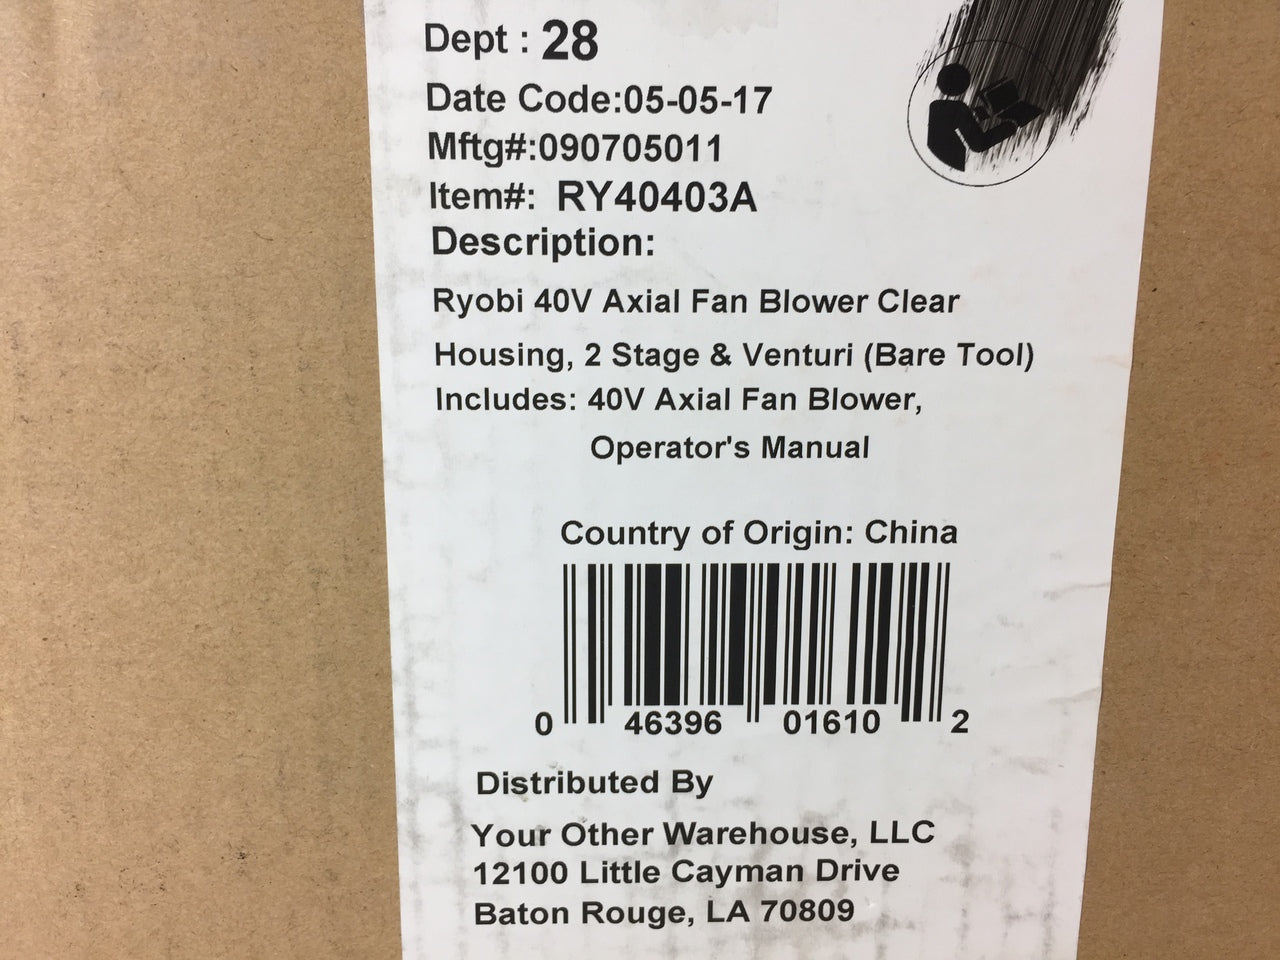 Dept : 28
Date Code:05-05-17
Mftg#:090705011
Item#: RY40403A
Description:
Ryobi 40V Axial Fan Blower Clear
Housing, 2 Stage & Venturi (Bare Tool)
Includes: 40V Axial Fan Blower,
Operator's Manual
Country of Origin: China
0 46396 01610 2
Distributed By
Your Other Warehouse, LLC
12100 Little Cayman Drive
Baton Rouge, LA 70809